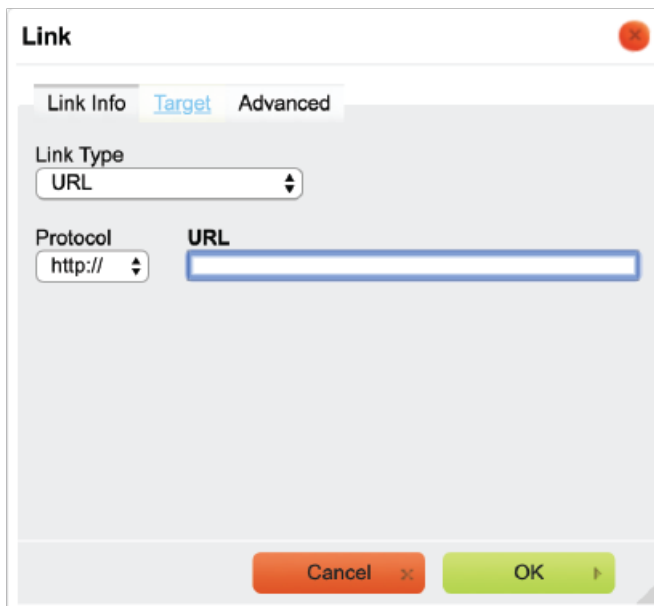 Link
Link Info Target Advanced
Link Type
URL
Protocol URL
http://
Cancel OK